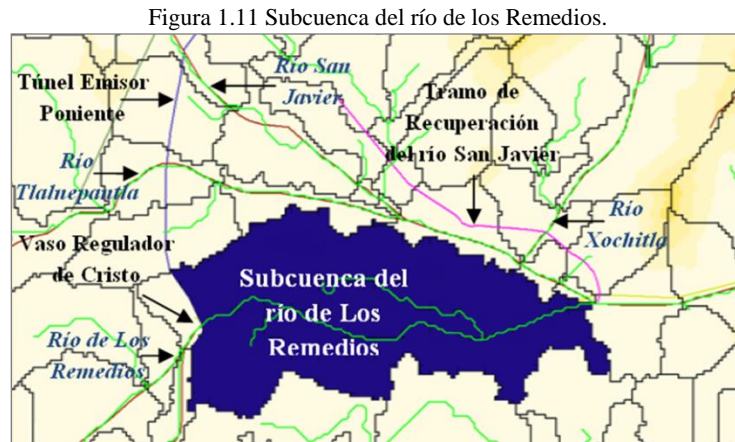 Figura 1.11 Subcuenca del río de los Remedios.
Túnel Emisor
Poniente
Río San
Javier
Tramo de
Recuperación
del río San Javier
Río
Tlalnepantla
Río
Xochitla
Vaso Regulador
de Cristo
Subcuenca del
río de Los
Remedios
Río de Los
Remedios